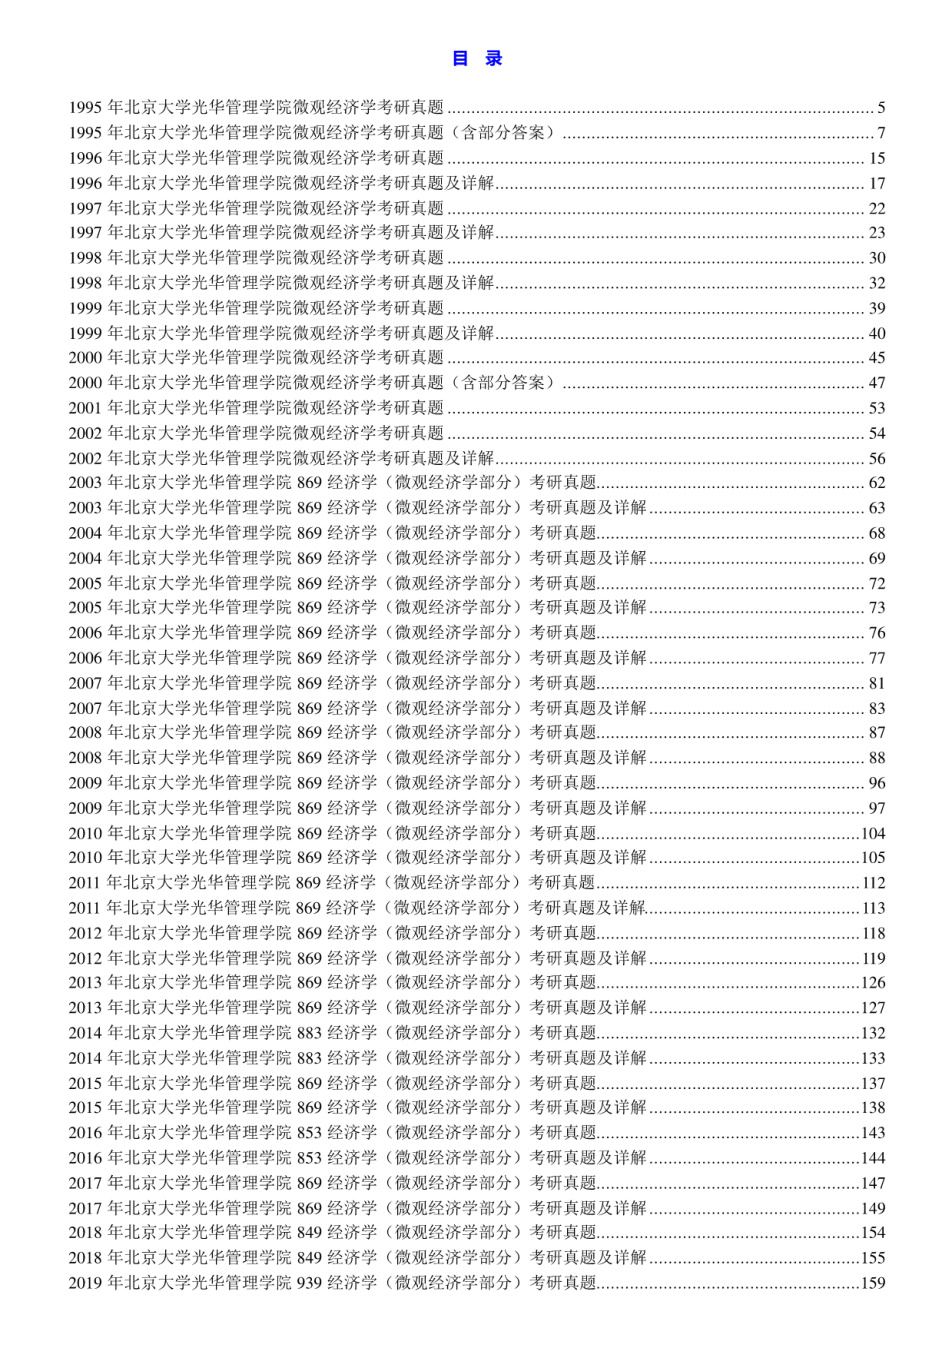 目 录
1995 年北京大学光华管理学院微观经济学考研真题 ........ 5
1995 年北京大学光华管理学院微观经济学考研真题（含部分答案） ........ 7
1996 年北京大学光华管理学院微观经济学考研真题 ........ 15
1996 年北京大学光华管理学院微观经济学考研真题及详解 ........ 17
1997 年北京大学光华管理学院微观经济学考研真题 ........ 22
1997 年北京大学光华管理学院微观经济学考研真题及详解 ........ 23
1998 年北京大学光华管理学院微观经济学考研真题 ........ 30
1998 年北京大学光华管理学院微观经济学考研真题及详解 ........ 32
1999 年北京大学光华管理学院微观经济学考研真题 ........ 39
1999 年北京大学光华管理学院微观经济学考研真题及详解 ........ 40
2000 年北京大学光华管理学院微观经济学考研真题 ........ 45
2000 年北京大学光华管理学院微观经济学考研真题（含部分答案） ........ 47
2001 年北京大学光华管理学院微观经济学考研真题 ........ 53
2002 年北京大学光华管理学院微观经济学考研真题 ........ 54
2002 年北京大学光华管理学院微观经济学考研真题及详解 ........ 56
2003 年北京大学光华管理学院 869 经济学（微观经济学部分）考研真题 ........ 62
2003 年北京大学光华管理学院 869 经济学（微观经济学部分）考研真题及详解 ........ 63
2004 年北京大学光华管理学院 869 经济学（微观经济学部分）考研真题 ........ 68
2004 年北京大学光华管理学院 869 经济学（微观经济学部分）考研真题及详解 ........ 69
2005 年北京大学光华管理学院 869 经济学（微观经济学部分）考研真题 ........ 72
2005 年北京大学光华管理学院 869 经济学（微观经济学部分）考研真题及详解 ........ 73
2006 年北京大学光华管理学院 869 经济学（微观经济学部分）考研真题 ........ 76
2006 年北京大学光华管理学院 869 经济学（微观经济学部分）考研真题及详解 ........ 77
2007 年北京大学光华管理学院 869 经济学（微观经济学部分）考研真题 ........ 81
2007 年北京大学光华管理学院 869 经济学（微观经济学部分）考研真题及详解 ........ 83
2008 年北京大学光华管理学院 869 经济学（微观经济学部分）考研真题 ........ 87
2008 年北京大学光华管理学院 869 经济学（微观经济学部分）考研真题及详解 ........ 88
2009 年北京大学光华管理学院 869 经济学（微观经济学部分）考研真题 ........ 96
2009 年北京大学光华管理学院 869 经济学（微观经济学部分）考研真题及详解 ........ 97
2010 年北京大学光华管理学院 869 经济学（微观经济学部分）考研真题 ........ 104
2010 年北京大学光华管理学院 869 经济学（微观经济学部分）考研真题及详解 ........ 105
2011 年北京大学光华管理学院 869 经济学（微观经济学部分）考研真题 ........ 112
2011 年北京大学光华管理学院 869 经济学（微观经济学部分）考研真题及详解 ........ 113
2012 年北京大学光华管理学院 869 经济学（微观经济学部分）考研真题 ........ 118
2012 年北京大学光华管理学院 869 经济学（微观经济学部分）考研真题及详解 ........ 119
2013 年北京大学光华管理学院 869 经济学（微观经济学部分）考研真题 ........ 126
2013 年北京大学光华管理学院 869 经济学（微观经济学部分）考研真题及详解 ........ 127
2014 年北京大学光华管理学院 883 经济学（微观经济学部分）考研真题 ........ 132
2014 年北京大学光华管理学院 883 经济学（微观经济学部分）考研真题及详解 ........ 133
2015 年北京大学光华管理学院 869 经济学（微观经济学部分）考研真题 ........ 137
2015 年北京大学光华管理学院 869 经济学（微观经济学部分）考研真题及详解 ........ 138
2016 年北京大学光华管理学院 853 经济学（微观经济学部分）考研真题 ........ 143
2016 年北京大学光华管理学院 853 经济学（微观经济学部分）考研真题及详解 ........ 144
2017 年北京大学光华管理学院 869 经济学（微观经济学部分）考研真题 ........ 147
2017 年北京大学光华管理学院 869 经济学（微观经济学部分）考研真题及详解 ........ 149
2018 年北京大学光华管理学院 849 经济学（微观经济学部分）考研真题 ........ 154
2018 年北京大学光华管理学院 849 经济学（微观经济学部分）考研真题及详解 ........ 155
2019 年北京大学光华管理学院 939 经济学（微观经济学部分）考研真题 ........ 159